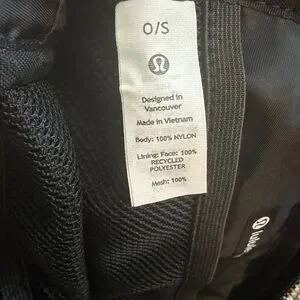 O/S
Designed in
Vancouver
Made in Vietnam
Body: 100% NYLON
Lining: Face: 100%
RECYCLED
POLYESTER
Mesh: 100%